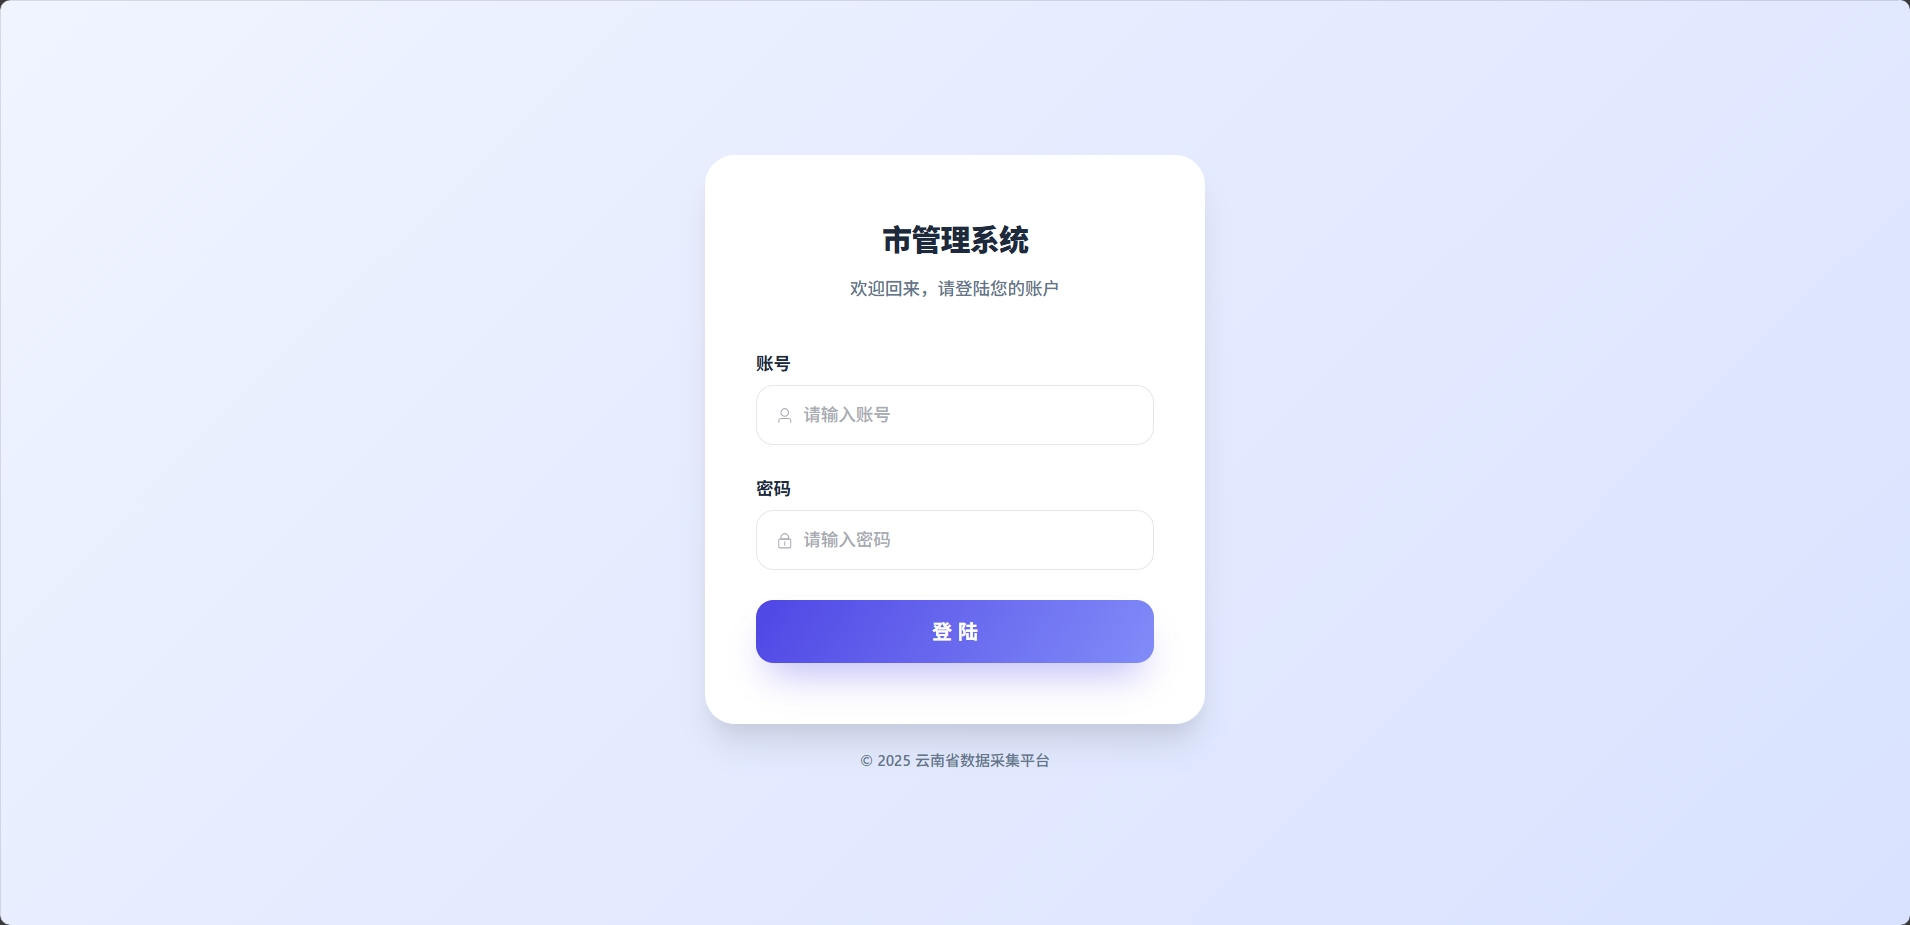 市管理系统
欢迎回来，请登陆您的账户
账号
请输入账号
密码
请输入密码
登 陆
© 2025 云南省数据采集平台